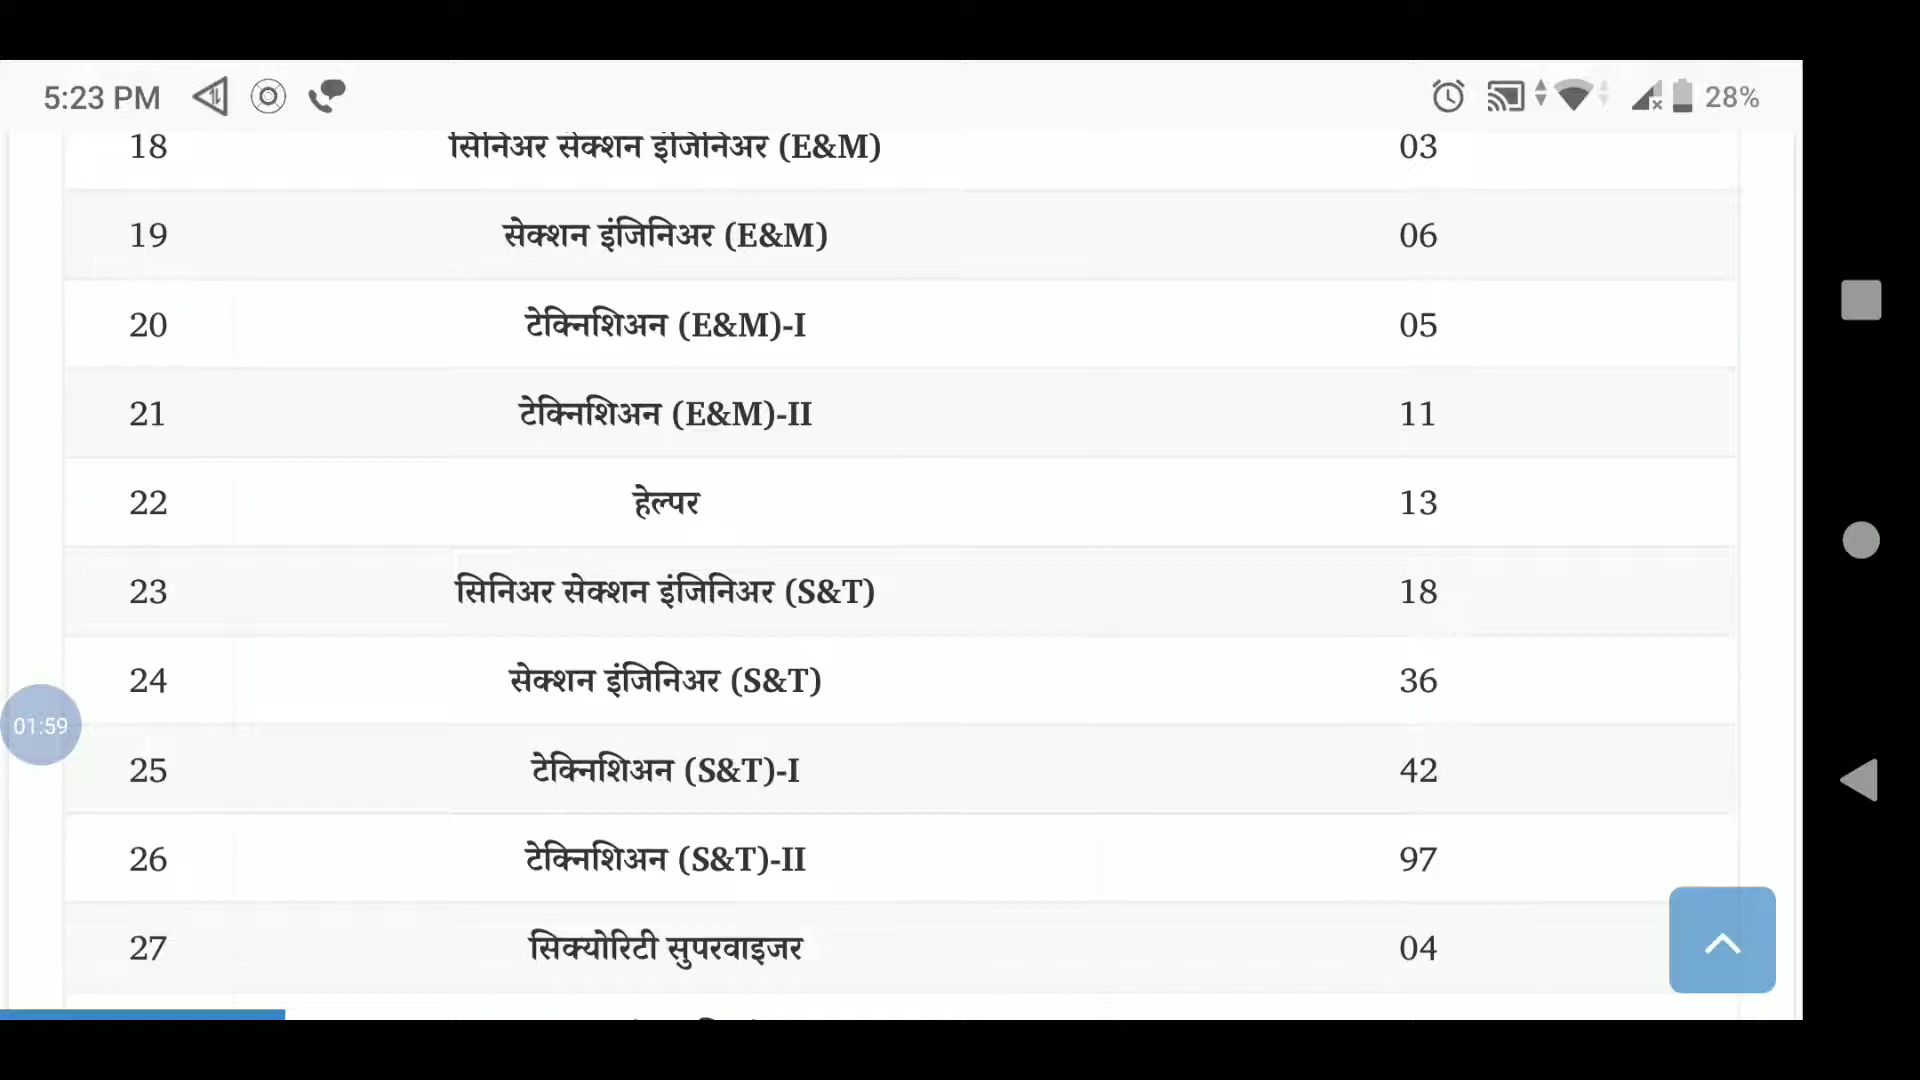 5:23 PM 28%
18 सिनिअर सेक्शन इंजिनिअर (E&M) 03
19 सेक्शन इंजिनिअर (E&M) 06
20 टेक्निशिअन (E&M)-I 05
21 टेक्निशिअन (E&M)-II 11
22 हेल्पर 13
23 सिनिअर सेक्शन इंजिनिअर (S&T) 18
24 सेक्शन इंजिनिअर (S&T) 36
01:59
25 टेक्निशिअन (S&T)-I 42
26 टेक्निशिअन (S&T)-II 97
27 सिक्योरिटी सुपरवाइजर 04